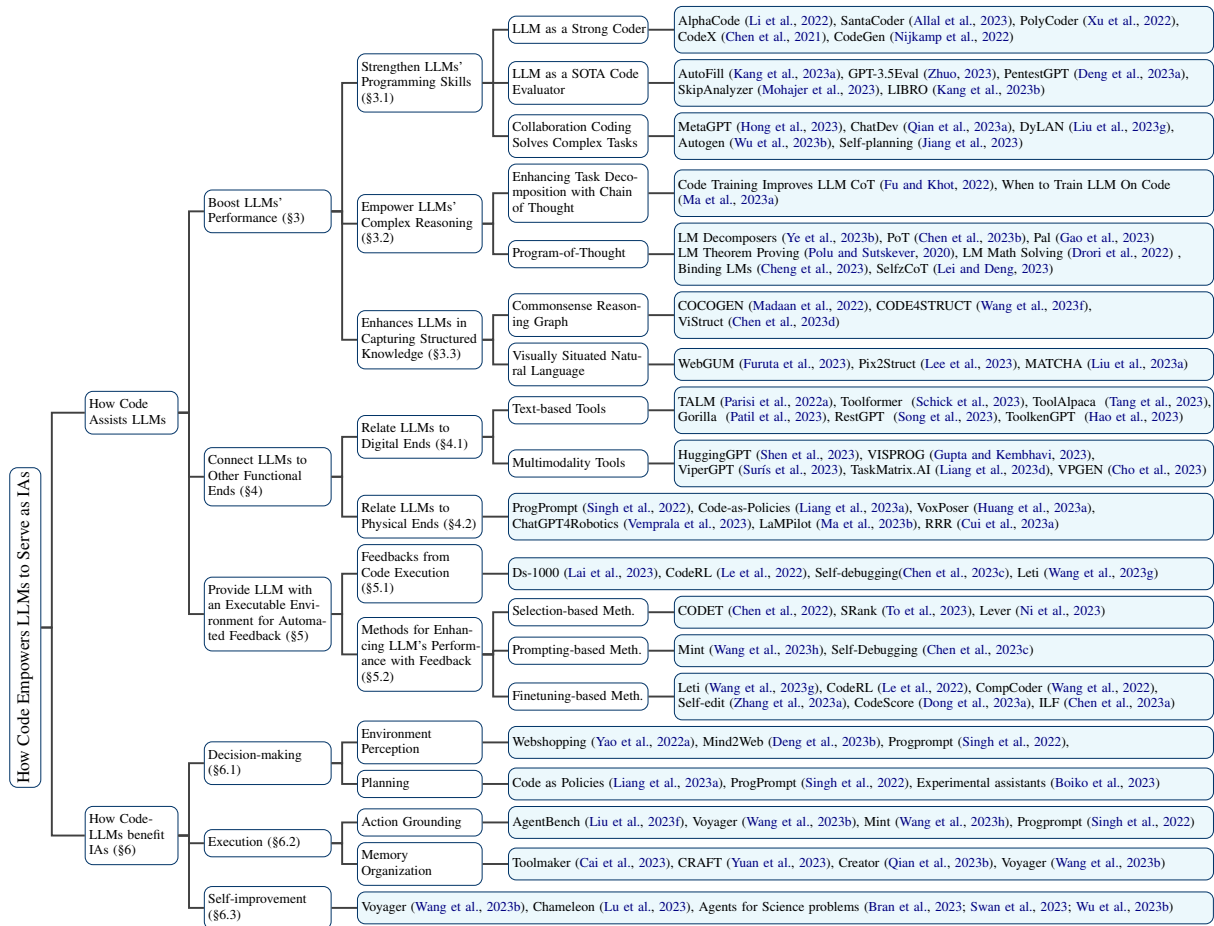 How Code Empowers LLMs to Serve as IAs
How Code
Assists LLMs
Boost LLMs’
Performance (§3)
Strengthen LLMs’
Programming Skills
(§3.1)
LLM as a Strong Coder
AlphaCode (Li et al., 2022), SantaCoder (Allal et al., 2023), PolyCoder (Xu et al., 2022),
CodeX (Chen et al., 2021), CodeGen (Nijkamp et al., 2022)
LLM as a SOTA Code
Evaluator
AutoFill (Kang et al., 2023a), GPT-3.5Eval (Zhuo, 2023), PentestGPT (Deng et al., 2023a),
SkipAnalyzer (Mohajer et al., 2023), LIBRO (Kang et al., 2023b)
Collaboration Coding
Solves Complex Tasks
MetaGPT (Hong et al., 2023), ChatDev (Qian et al., 2023a), DyLAN (Liu et al., 2023g),
Autogen (Wu et al., 2023b), Self-planning (Jiang et al., 2023)
Empower LLMs’
Complex Reasoning
(§3.2)
Enhancing Task Deco-
mposition with Chain
of Thought
Code Training Improves LLM CoT (Fu and Khot, 2022), When to Train LLM On Code
(Ma et al., 2023a)
Program-of-Thought
LM Decomposers (Ye et al., 2023b), PoT (Chen et al., 2023b), Pal (Gao et al., 2023)
LM Theorem Proving (Polu and Sutskever, 2020), LM Math Solving (Drori et al., 2022) ,
Binding LMs (Cheng et al., 2023), SelfzCoT (Lei and Deng, 2023)
Enhances LLMs in
Capturing Structured
Knowledge (§3.3)
Commonsense Reason-
ing Graph
COCOGEN (Madaan et al., 2022), CODE4STRUCT (Wang et al., 2023f),
ViStruct (Chen et al., 2023d)
Visually Situated Natu-
ral Language
WebGUM (Furuta et al., 2023), Pix2Struct (Lee et al., 2023), MATCHA (Liu et al., 2023a)
Connect LLMs to
Other Functional
Ends (§4)
Relate LLMs to
Digital Ends (§4.1)
Text-based Tools
TALM (Parisi et al., 2022a), Toolformer (Schick et al., 2023), ToolAlpaca (Tang et al., 2023),
Gorilla (Patil et al., 2023), RestGPT (Song et al., 2023), ToolkenGPT (Hao et al., 2023)
Multimodality Tools
HuggingGPT (Shen et al., 2023), VISPROG (Gupta and Kembhavi, 2023),
ViperGPT (Surís et al., 2023), TaskMatrix.AI (Liang et al., 2023d), VPGEN (Cho et al., 2023)
Relate LLMs to
Physical Ends (§4.2)
ProgPrompt (Singh et al., 2022), Code-as-Policies (Liang et al., 2023a), VoxPoser (Huang et al., 2023a),
ChatGPT4Robotics (Vemprala et al., 2023), LaMPilot (Ma et al., 2023b), RRR (Cui et al., 2023a)
Provide LLM with
an Executable Envi-
ronment for Automa-
ted Feedback (§5)
Feedbacks from
Code Execution
(§5.1)
Ds-1000 (Lai et al., 2023), CodeRL (Le et al., 2022), Self-debugging(Chen et al., 2023c), Leti (Wang et al., 2023g)
Methods for Enhan-
cing LLM’s Perform-
ance with Feedback
(§5.2)
Selection-based Meth.
CODET (Chen et al., 2022), SRank (To et al., 2023), Lever (Ni et al., 2023)
Prompting-based Meth.
Mint (Wang et al., 2023h), Self-Debugging (Chen et al., 2023c)
Finetuning-based Meth.
Leti (Wang et al., 2023g), CodeRL (Le et al., 2022), CompCoder (Wang et al., 2022),
Self-edit (Zhang et al., 2023a), CodeScore (Dong et al., 2023a), ILF (Chen et al., 2023a)
How Code-
LLMs benefit
IAs (§6)
Decision-making
(§6.1)
Environment
Perception
Webshopping (Yao et al., 2022a), Mind2Web (Deng et al., 2023b), Progprompt (Singh et al., 2022),
Planning
Code as Policies (Liang et al., 2023a), ProgPrompt (Singh et al., 2022), Experimental assistants (Boiko et al., 2023)
Execution (§6.2)
Action Grounding
AgentBench (Liu et al., 2023f), Voyager (Wang et al., 2023b), Mint (Wang et al., 2023h), Progprompt (Singh et al., 2022)
Memory
Organization
Toolmaker (Cai et al., 2023), CRAFT (Yuan et al., 2023), Creator (Qian et al., 2023b), Voyager (Wang et al., 2023b)
Self-improvement
(§6.3)
Voyager (Wang et al., 2023b), Chameleon (Lu et al., 2023), Agents for Science problems (Bran et al., 2023; Swan et al., 2023; Wu et al., 2023b)